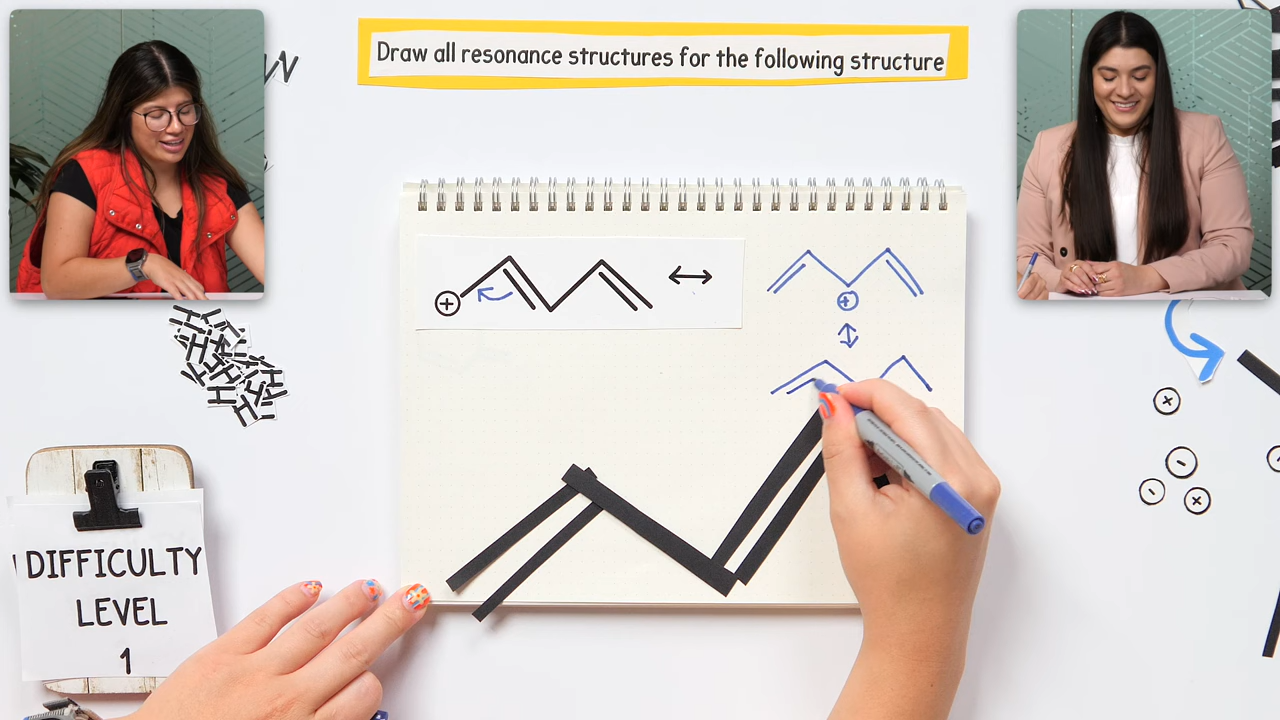 Draw all resonance structures for the following structure
DIFFICULTY
LEVEL
1